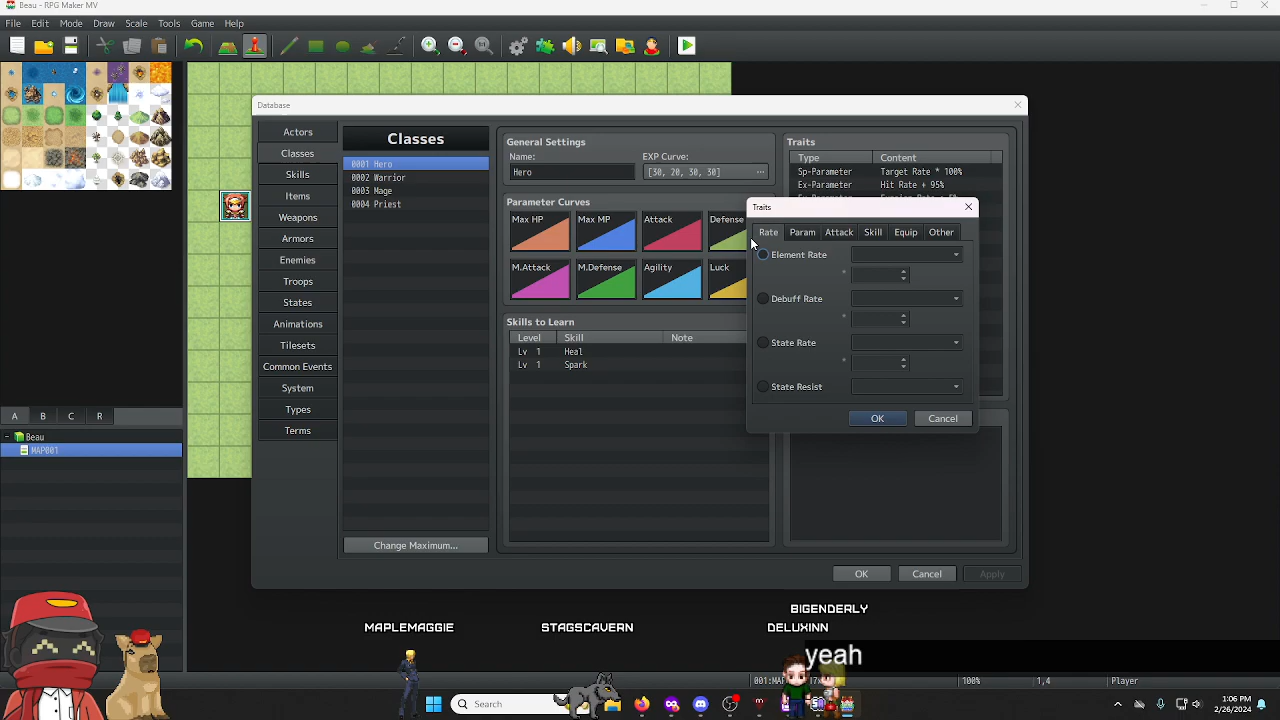 Beau - RPG Maker MV
File Edit Mode Draw Scale Tools Game Help
Database
Actors
Classes
Skills
Items
Weapons
Armors
Enemies
Troops
States
Animations
Tilesets
Common Events
System
Types
Terms
Classes
0001 Hero
0002 Warrior
0003 Mage
0004 Priest
Change Maximum...
General Settings
Name: EXP Curve:
Hero [30, 20, 30, 30] ...
Parameter Curves
Max HP Max MP Attack Defense
M.Attack M.Defense Agility Luck
Skills to Learn
Level Skill Note
Lv 1 Heal
Lv 1 Spark
Traits
Type Content
Sp-Parameter Target Rate * 100%
Ex-Parameter Hit Rate + 95%
Traits
Rate Param Attack Skill Equip Other
Element Rate
*
Debuff Rate
*
State Rate
*
State Resist
OK Cancel
OK Cancel Apply
A B C R
Beau
MAP001
MAPLEMAGGIE
STAGSCAVERN
BIGENDERLY
DELUXINN
yeah
100% 1,4 Player
Search
1:06 PM
2/26/2024